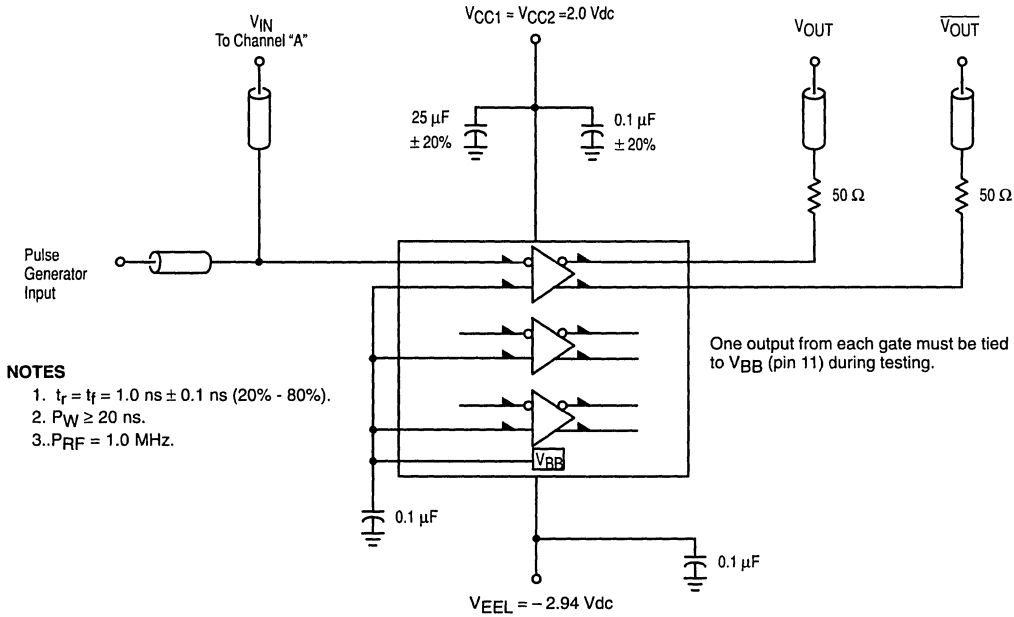 V_IN
To Channel “A”
V_CC1 = V_CC2 =2.0 Vdc
V_OUT
V̅_O̅U̅T̅
25 µF
± 20%
0.1 µF
± 20%
50 Ω
50 Ω
Pulse
Generator
Input
One output from each gate must be tied
to V_BB (pin 11) during testing.
NOTES
1. t_r = t_f = 1.0 ns ± 0.1 ns (20% - 80%).
2. P_W ≥ 20 ns.
3..P_RF = 1.0 MHz.
V_BB
0.1 µF
0.1 µF
V_EEL = – 2.94 Vdc